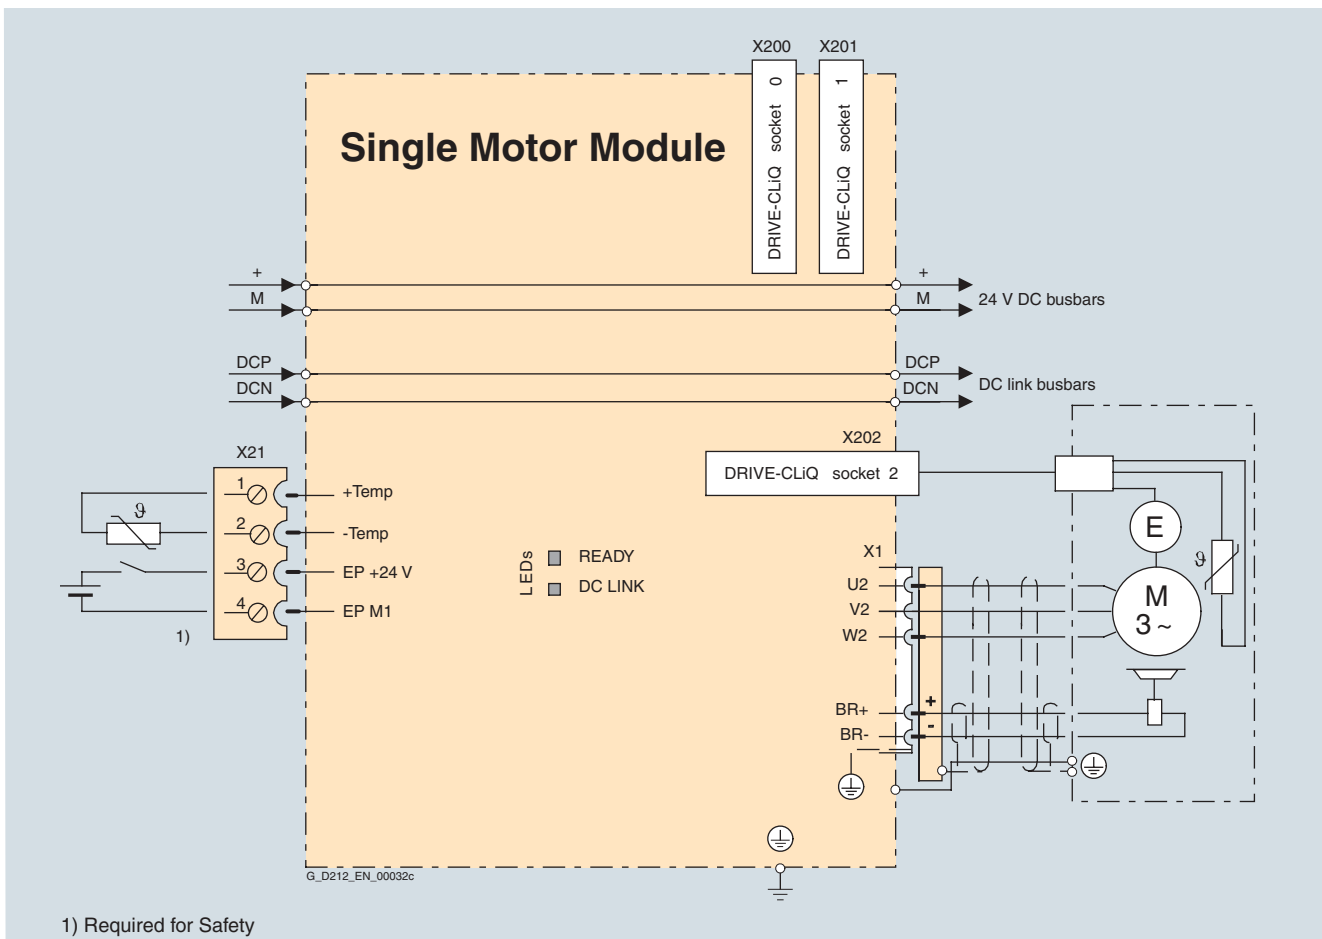 X200 X201
DRIVE-CLiQ socket 0
DRIVE-CLiQ socket 1
Single Motor Module
+ +
M M
24 V DC busbars
DCP DCP
DCN DCN
DC link busbars
X202
DRIVE-CLiQ socket 2
X21
1 +Temp
ϑ
2 -Temp
3 EP +24 V
4 EP M1
1)
LEDs
READY
DC LINK
X1
U2
V2
W2
BR+ +
BR- -
E
ϑ
M
3 ~
G_D212_EN_00032c
1) Required for Safety